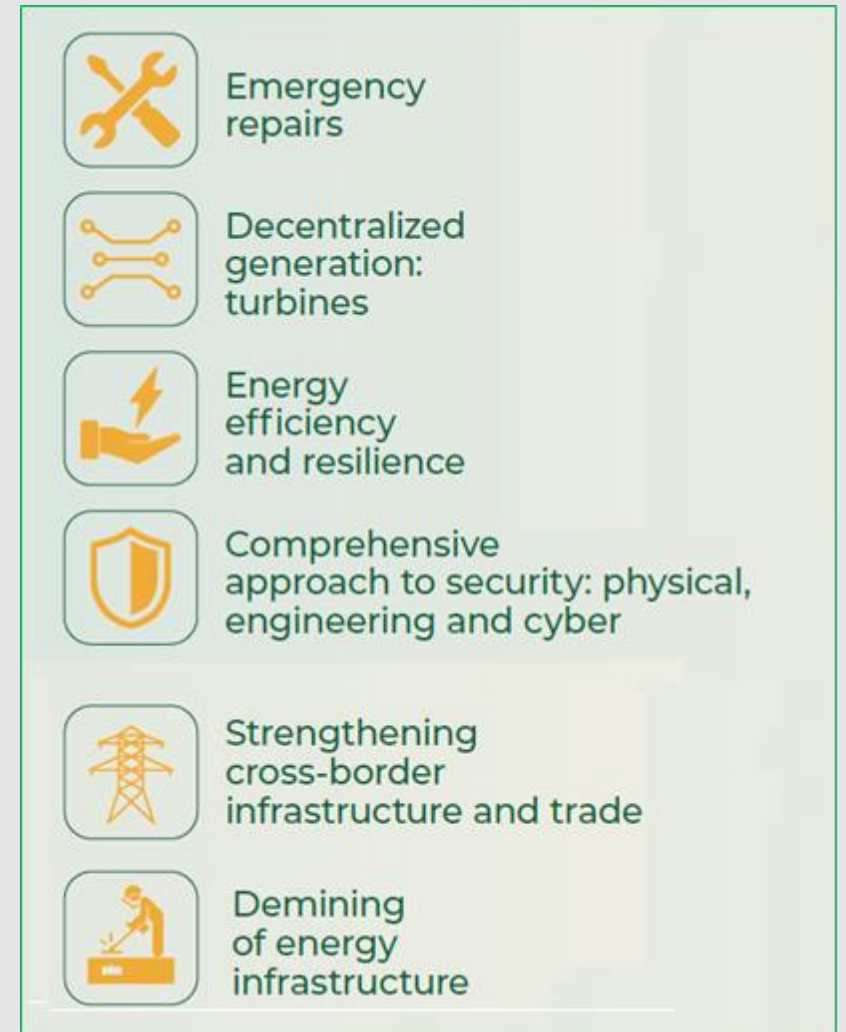 Emergency
repairs
Decentralized
generation:
turbines
Energy
efficiency
and resilience
Comprehensive
approach to security: physical,
engineering and cyber
Strengthening
cross-border
infrastructure and trade
Demining
of energy
infrastructure